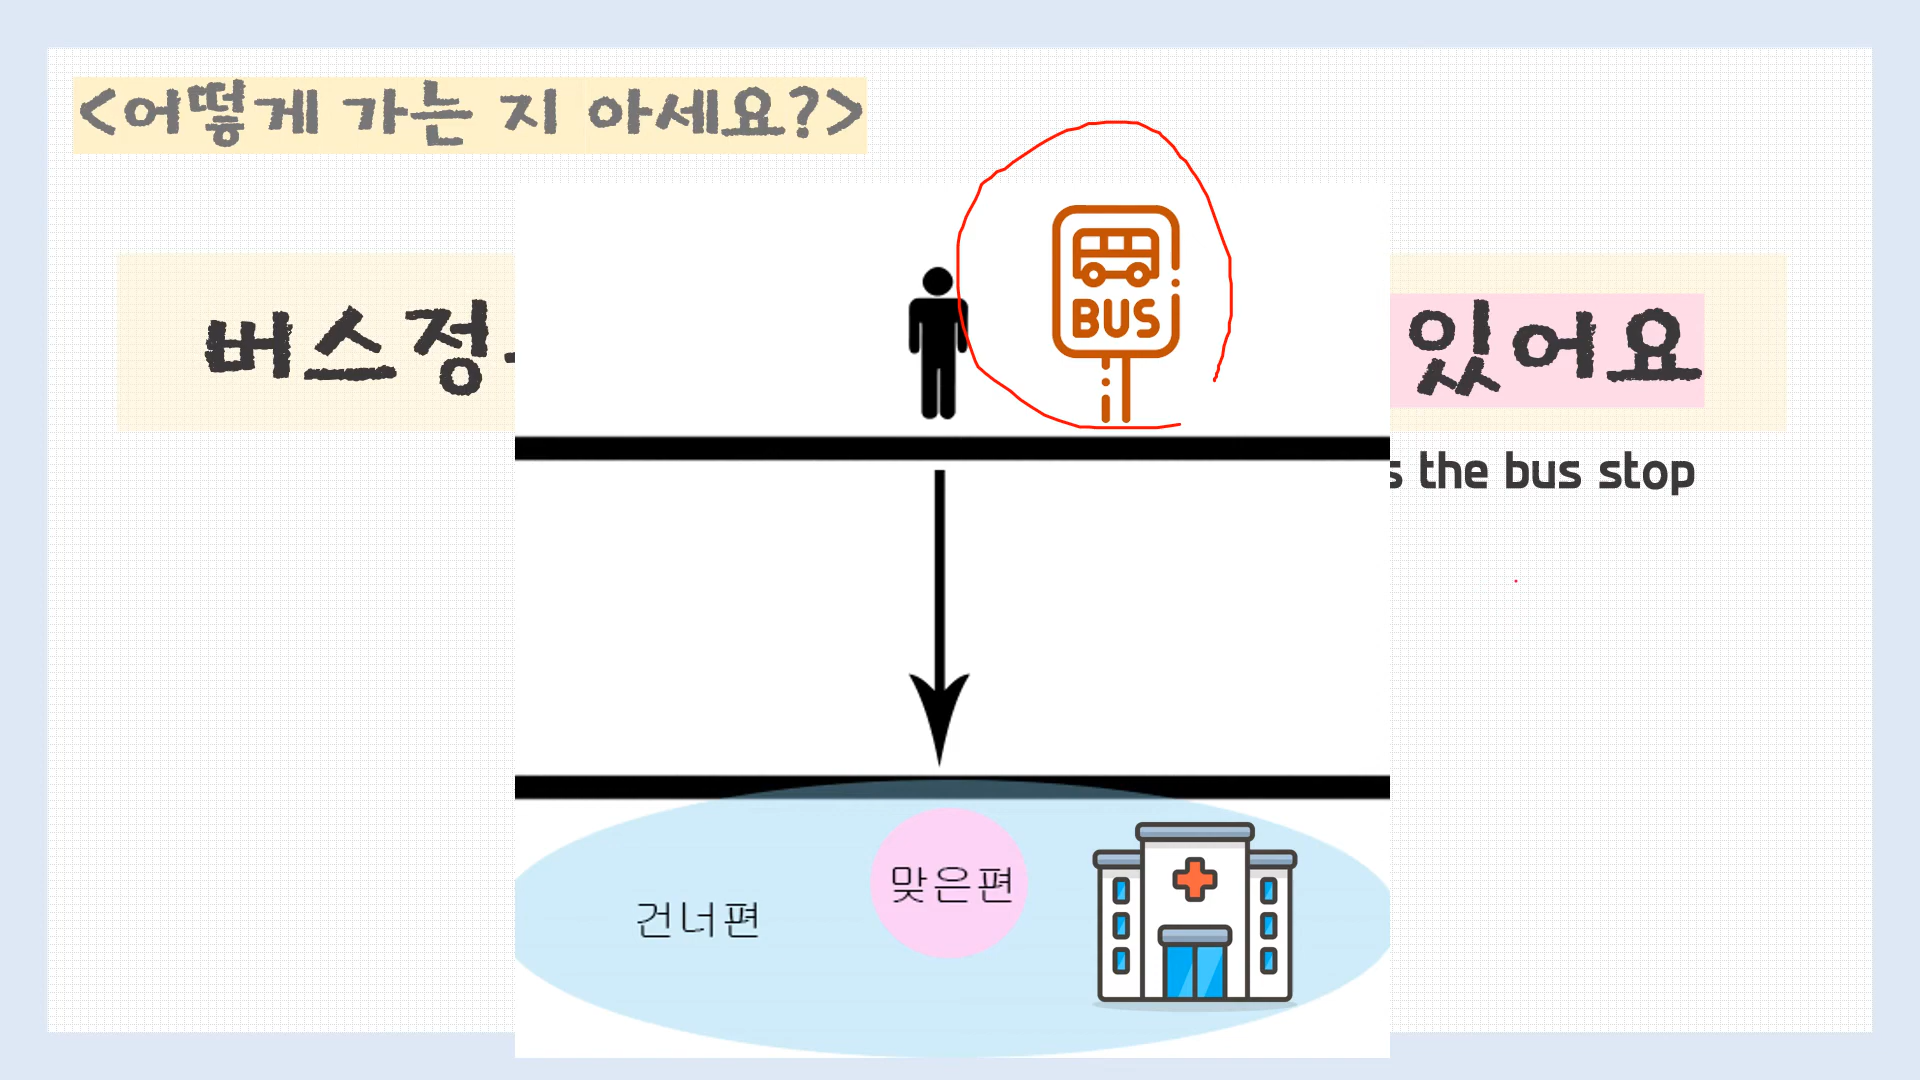 <어떻게 가는 지 아세요?>
BUS
버스정
있어요
the bus stop
맞은편
건너편